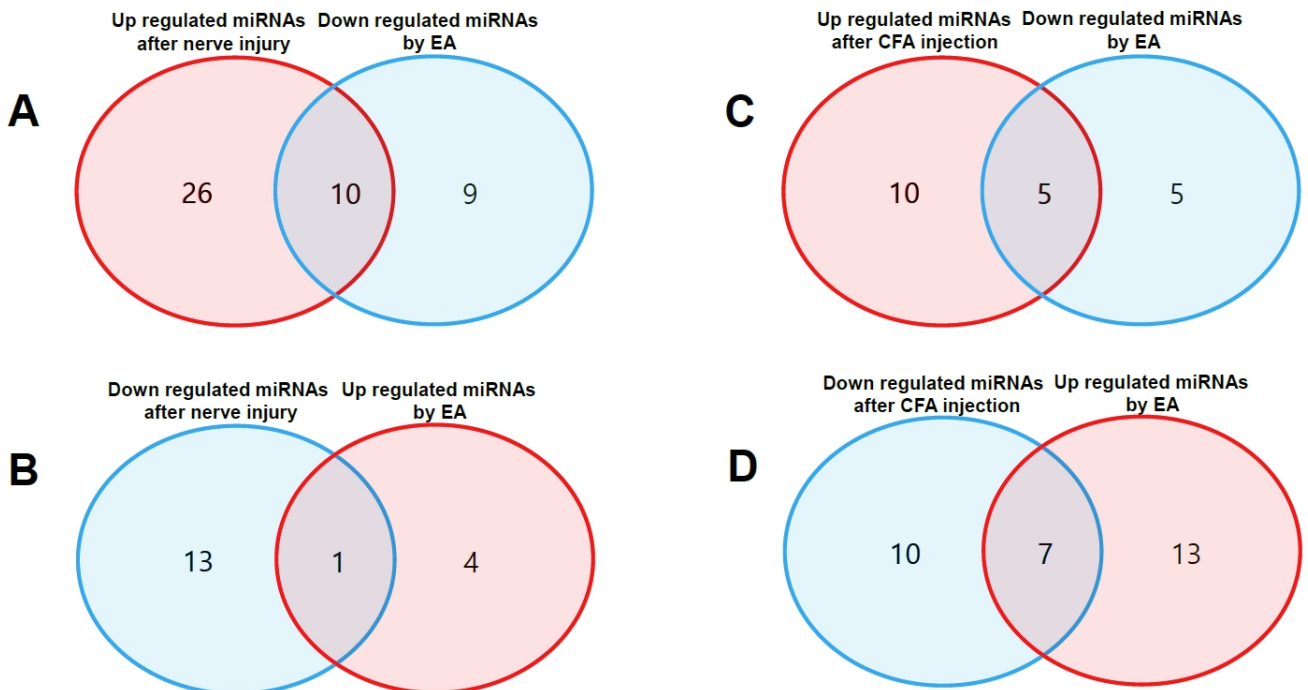 Up regulated miRNAs
after nerve injury
Down regulated miRNAs
by EA
A
26
10
9
Up regulated miRNAs
after CFA injection
Down regulated miRNAs
by EA
C
10
5
5
Down regulated miRNAs
after nerve injury
Up regulated miRNAs
by EA
B
13
1
4
Down regulated miRNAs
after CFA injection
Up regulated miRNAs
by EA
D
10
7
13